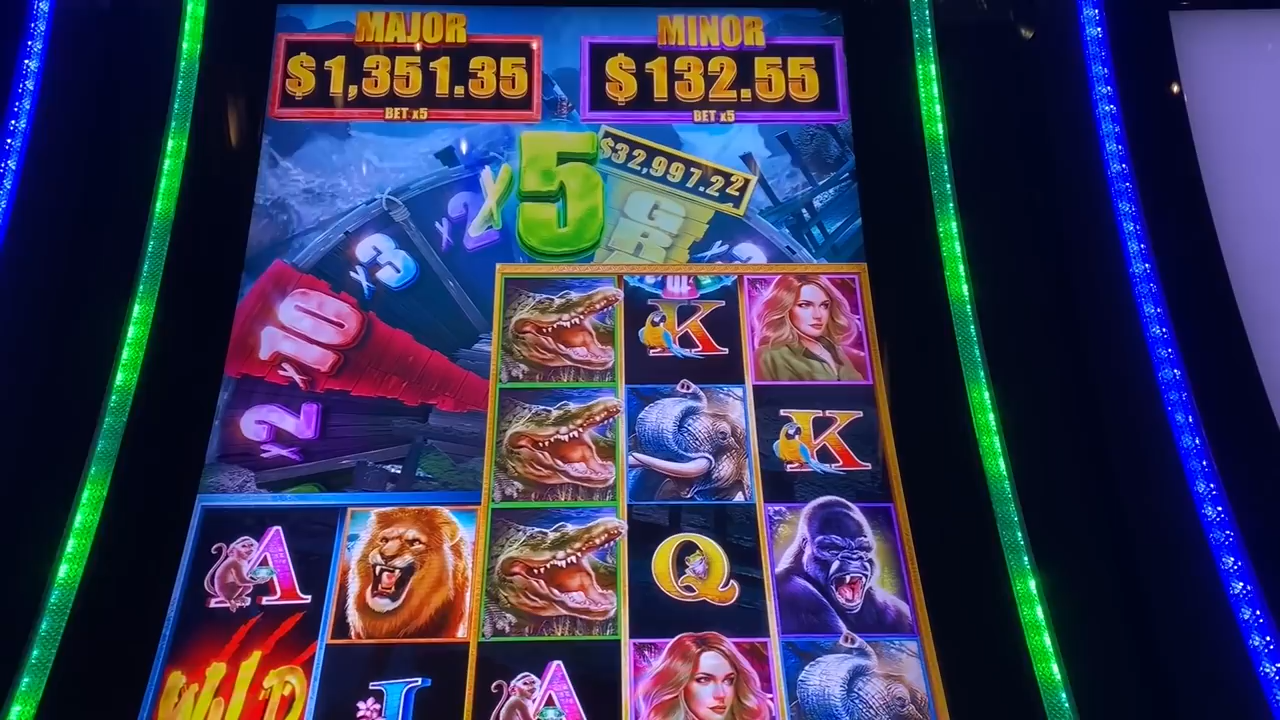 MAJOR
$1,351.35
BET x5
MINOR
$132.55
BET x5
$32,997.22
x5
x2
x3
x10
x2
K
K
A
Q
WILD
J
A